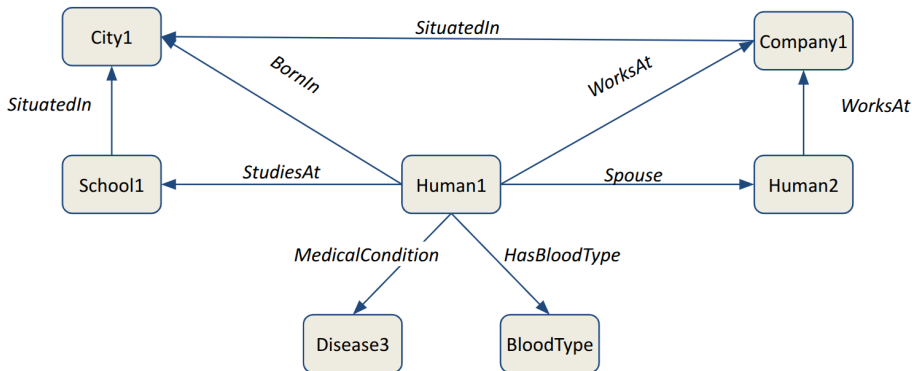 City1
SituatedIn
Company1
BornIn
WorksAt
SituatedIn
WorksAt
School1
StudiesAt
Human1
Spouse
Human2
MedicalCondition
HasBloodType
Disease3
BloodType